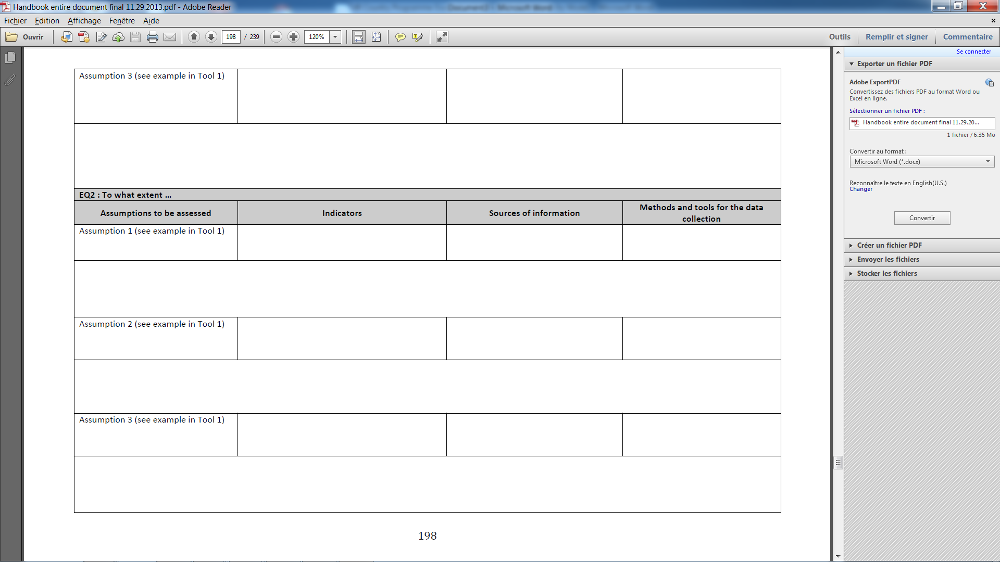 Handbook entire document final 11.29.2013.pdf - Adobe Reader
Fichier Edition Affichage Fenêtre Aide
Ouvrir 198 / 239 120% Outils Remplir et signer Commentaire
Se connecter
Exporter un fichier PDF
Adobe ExportPDF
Convertissez des fichiers PDF au format Word ou
Excel en ligne.
Sélectionner un fichier PDF :
Handbook entire document final 11.29.20...
1 fichier / 6.35 Mo
Convertir au format :
Microsoft Word (*.docx)
Reconnaître le texte en English(U.S.)
Changer
Convertir
Créer un fichier PDF
Envoyer les fichiers
Stocker les fichiers
Assumption 3 (see example in Tool 1)
EQ2 : To what extent ...
Assumptions to be assessed Indicators Sources of information Methods and tools for the data
collection
Assumption 1 (see example in Tool 1)
Assumption 2 (see example in Tool 1)
Assumption 3 (see example in Tool 1)
198